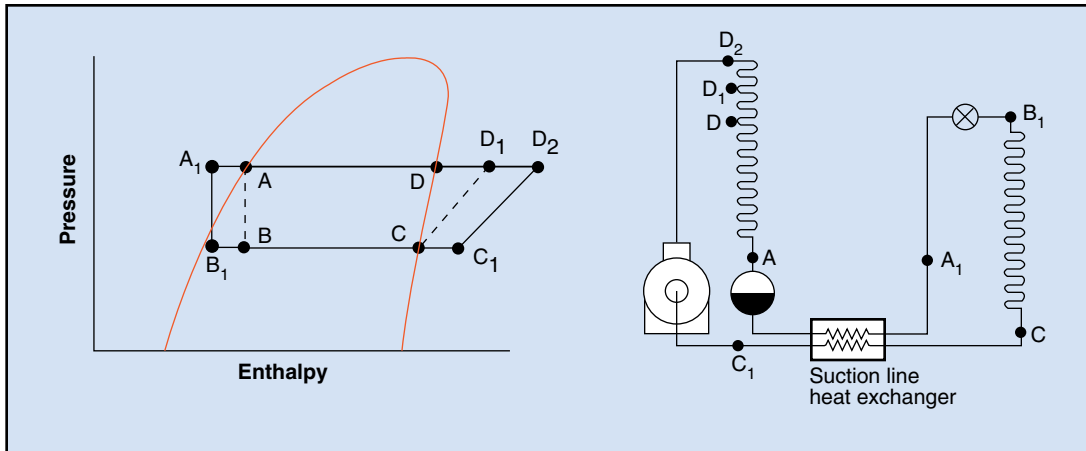 Pressure
Enthalpy
A1
A
D
D1
D2
B1
B
C
C1
D2
D1
D
A
C1
Suction line
heat exchanger
A1
B1
C